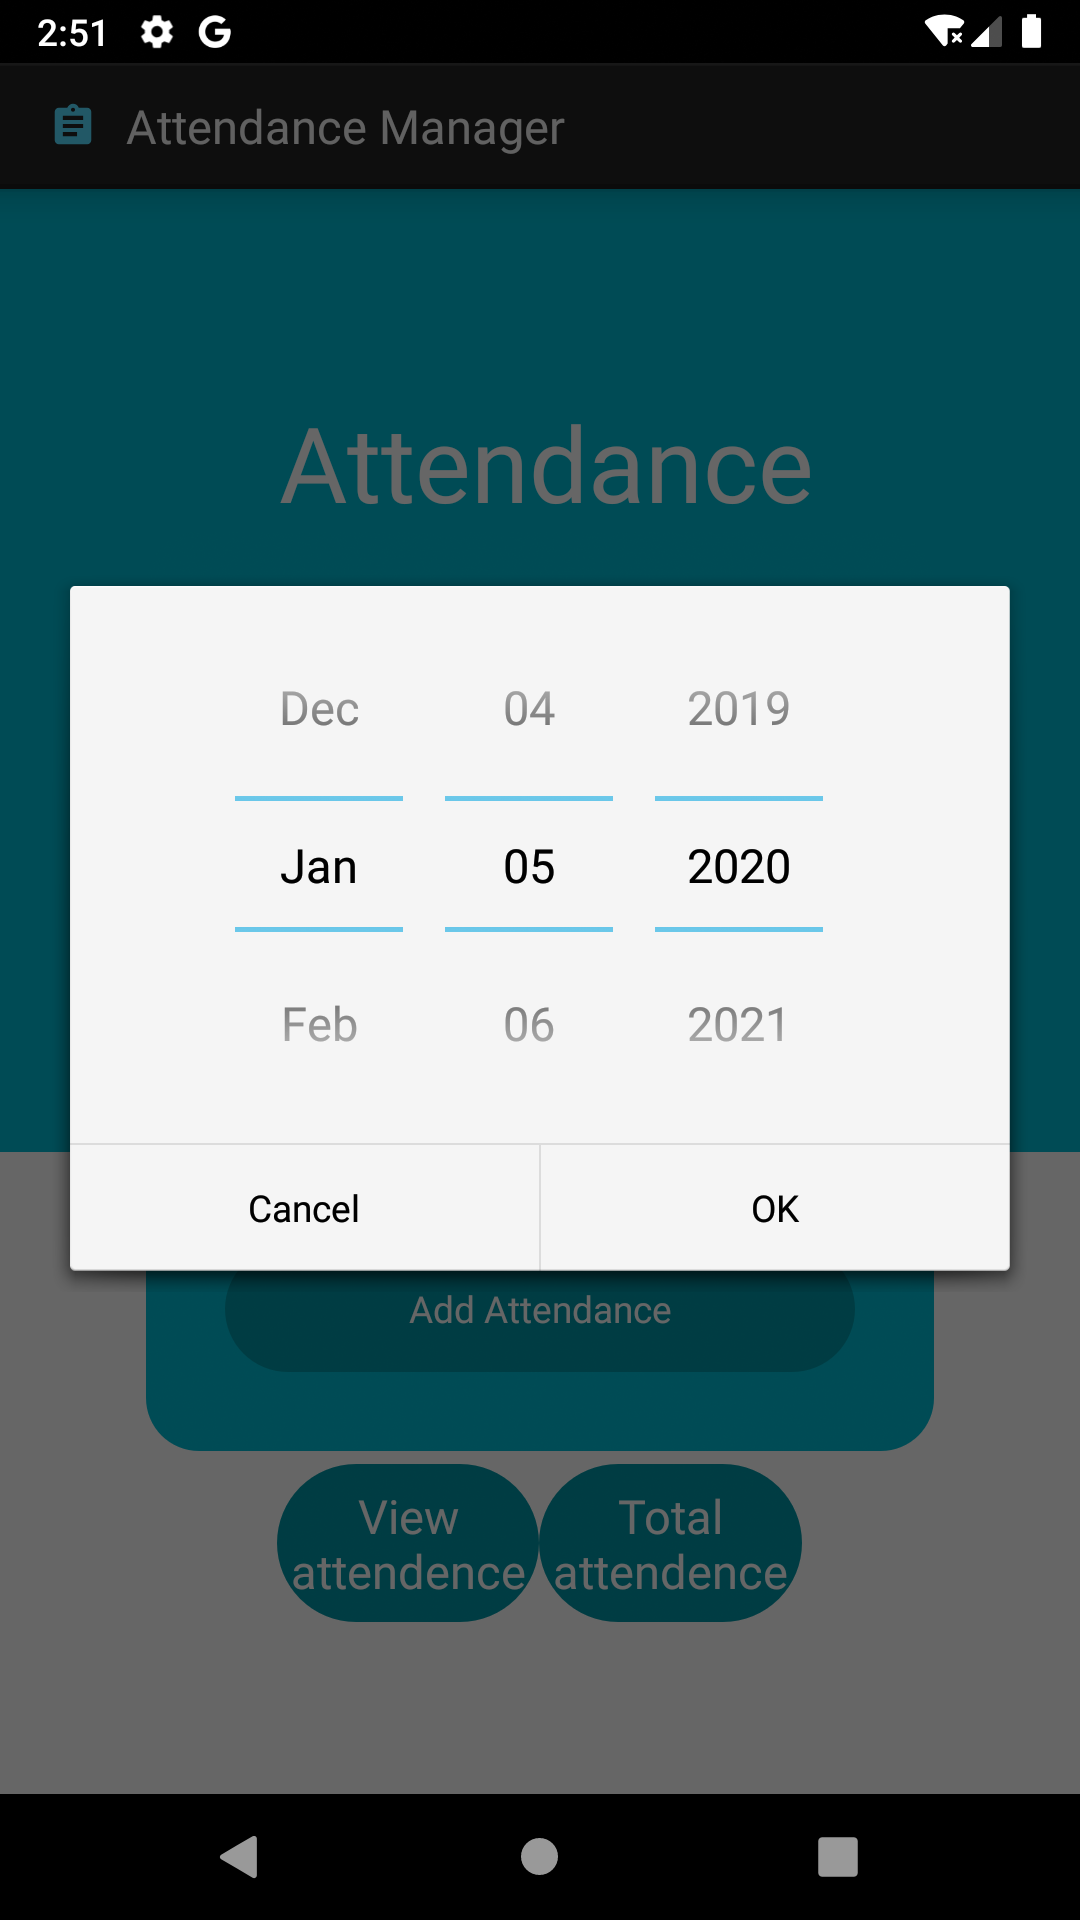 2:51
Attendance Manager
Attendance
Dec 04 2019
Jan 05 2020
Feb 06 2021
Cancel OK
Add Attendance
View Total
attendence attendence